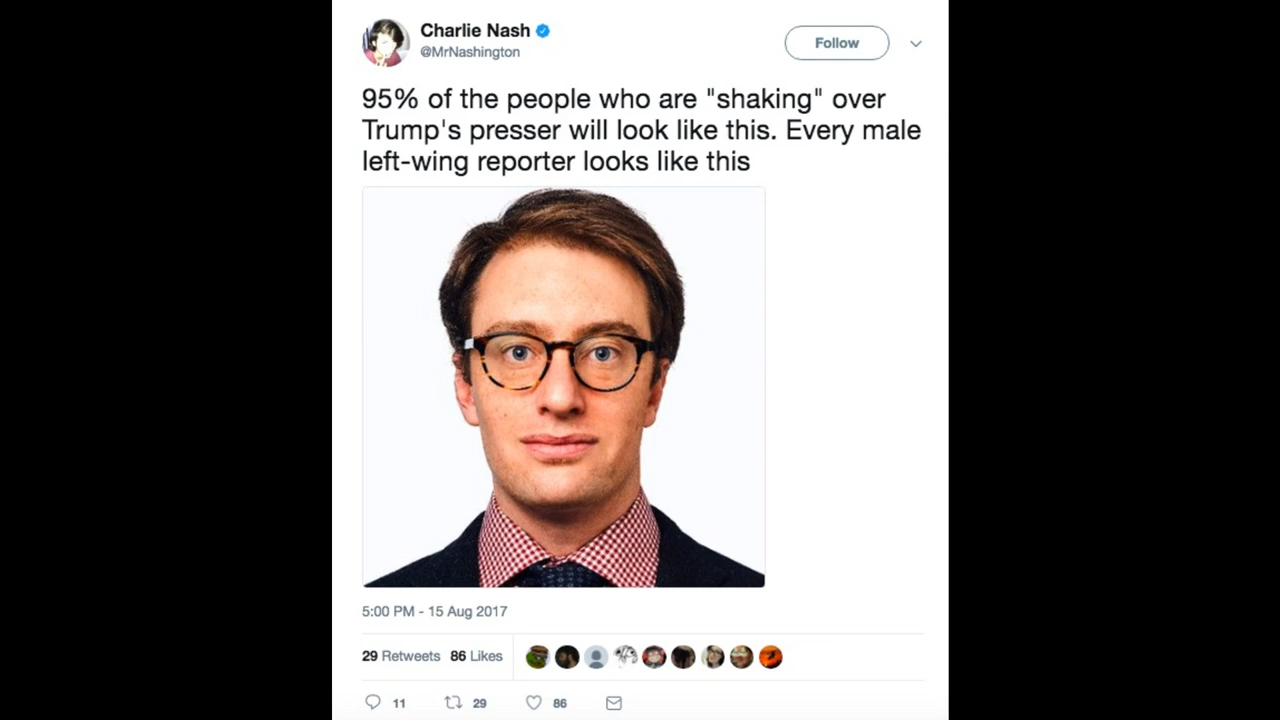 Charlie Nash
@MrNashington
Follow
95% of the people who are "shaking" over
Trump's presser will look like this. Every male
left-wing reporter looks like this
5:00 PM - 15 Aug 2017
29 Retweets 86 Likes
11 29 86